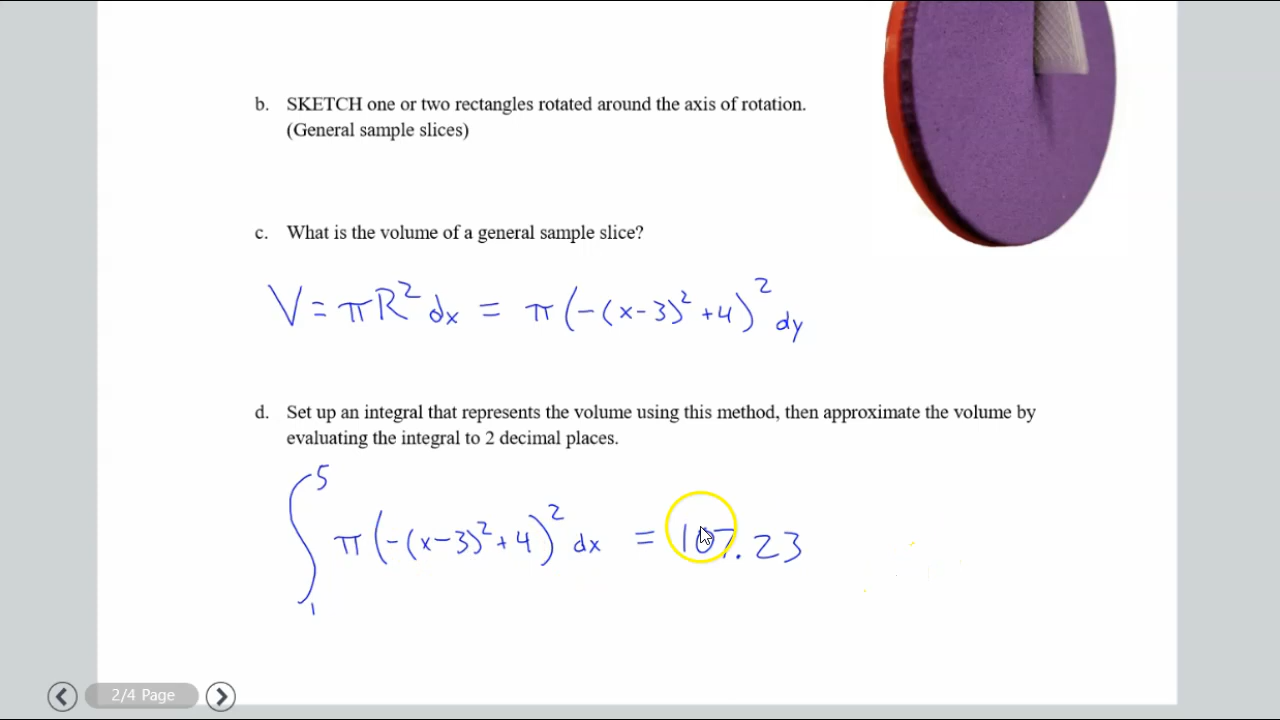 b. SKETCH one or two rectangles rotated around the axis of rotation.
(General sample slices)
c. What is the volume of a general sample slice?
V = πR² dx = π(-(x-3)²+4)² dy
d. Set up an integral that represents the volume using this method, then approximate the volume by
evaluating the integral to 2 decimal places.
∫₁⁵ π(-(x-3)²+4)² dx = 107.23
2/4 Page